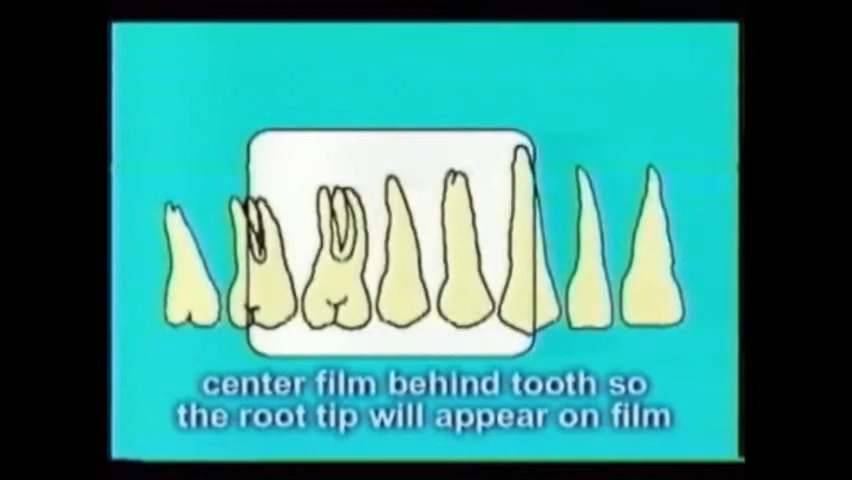 center film behind tooth so
the root tip will appear on film